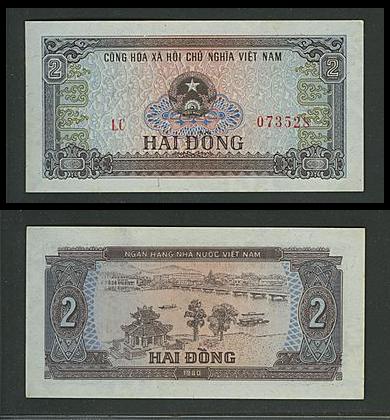 CỘNG HÒA XÃ HỘI CHỦ NGHĨA VIỆT NAM
2 2
LC 073528
HAI ĐỒNG
NGÂN HÀNG NHÀ NƯỚC VIỆT NAM
2 2
HAI ĐỒNG
1980